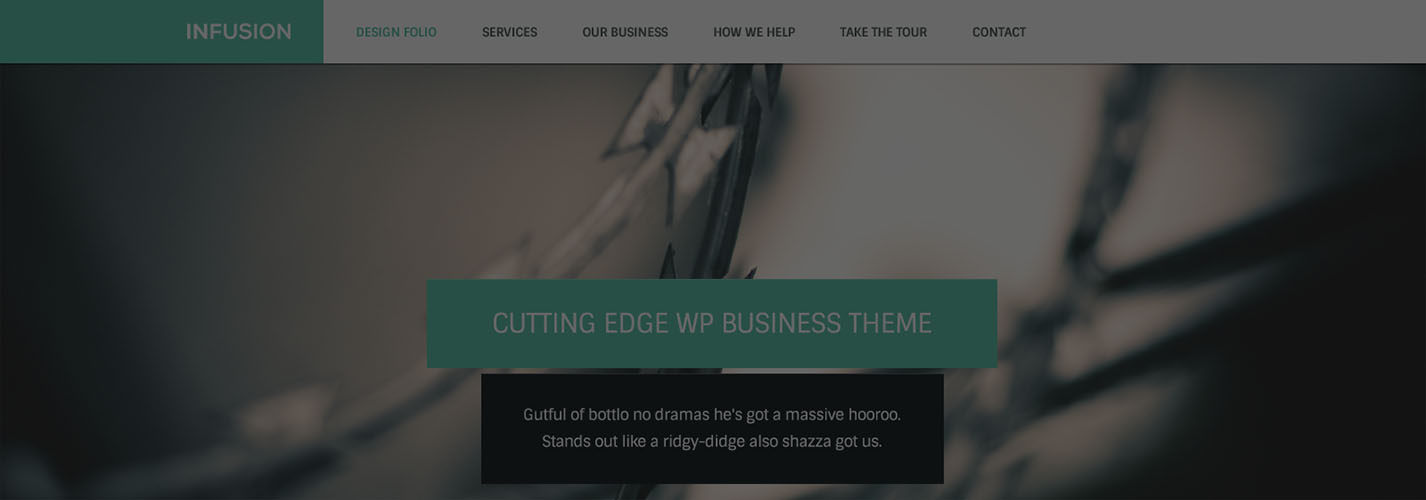 INFUSION
DESIGN FOLIO SERVICES OUR BUSINESS HOW WE HELP TAKE THE TOUR CONTACT
CUTTING EDGE WP BUSINESS THEME
Gutful of bottlo no dramas he's got a massive hooroo.
Stands out like a ridgy-didge also shazza got us.